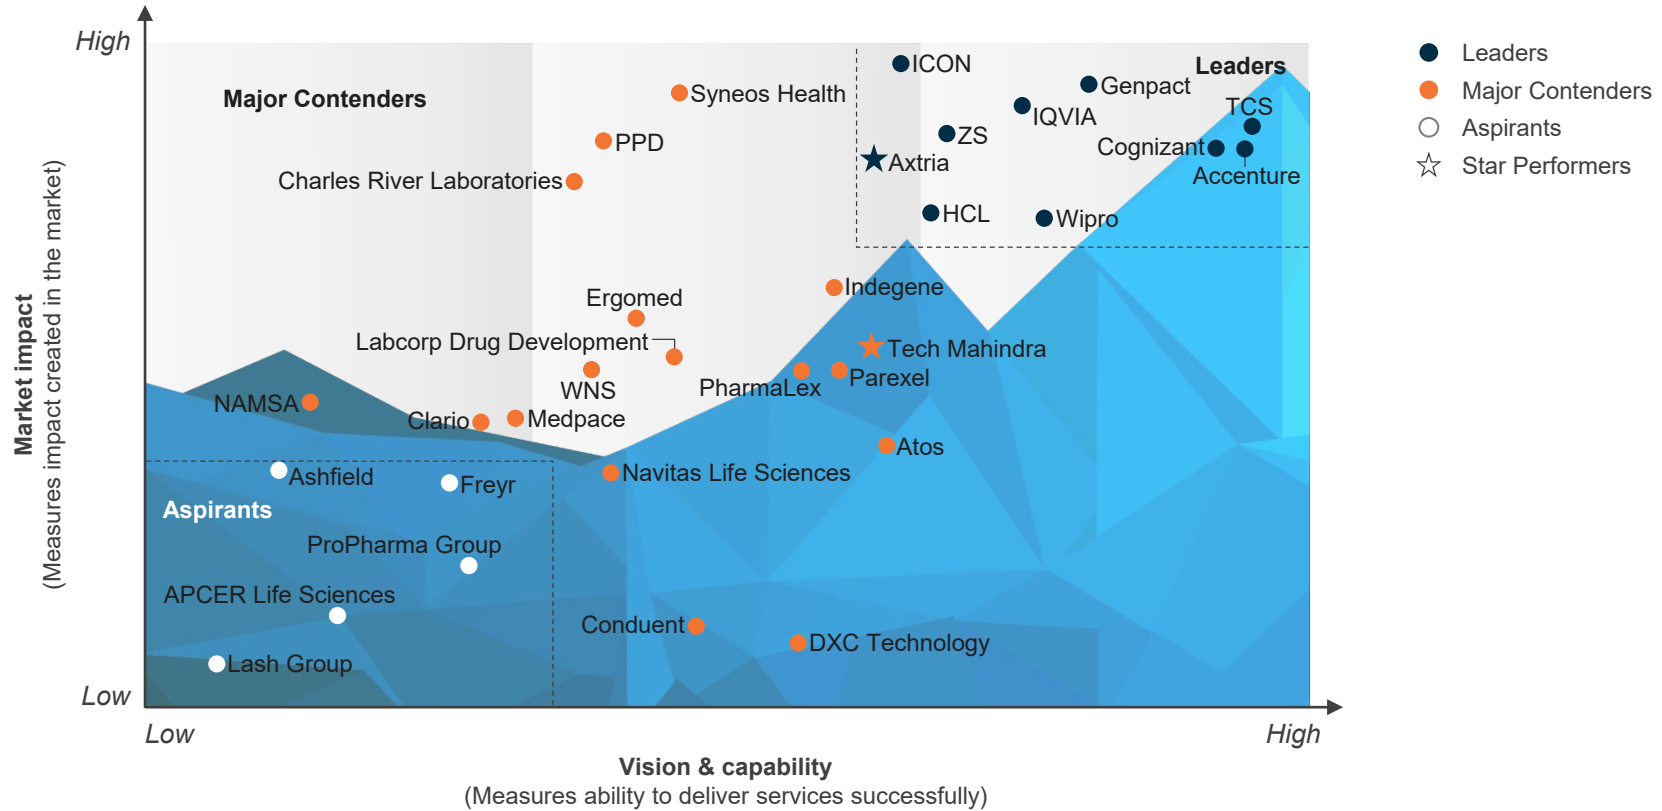 High
Major Contenders
Leaders
ICON
Genpact
Syneos Health
IQVIA
TCS
PPD
ZS
Cognizant
Axtria
Accenture
Charles River Laboratories
HCL
Wipro
Indegene
Ergomed
Labcorp Drug Development
Tech Mahindra
WNS
PharmaLex
Parexel
NAMSA
Clario
Medpace
Atos
Ashfield
Freyr
Navitas Life Sciences
Aspirants
ProPharma Group
APCER Life Sciences
Conduent
DXC Technology
Lash Group
Low
Low
High
Market impact
(Measures impact created in the market)
Vision & capability
(Measures ability to deliver services successfully)
Leaders
Major Contenders
Aspirants
Star Performers